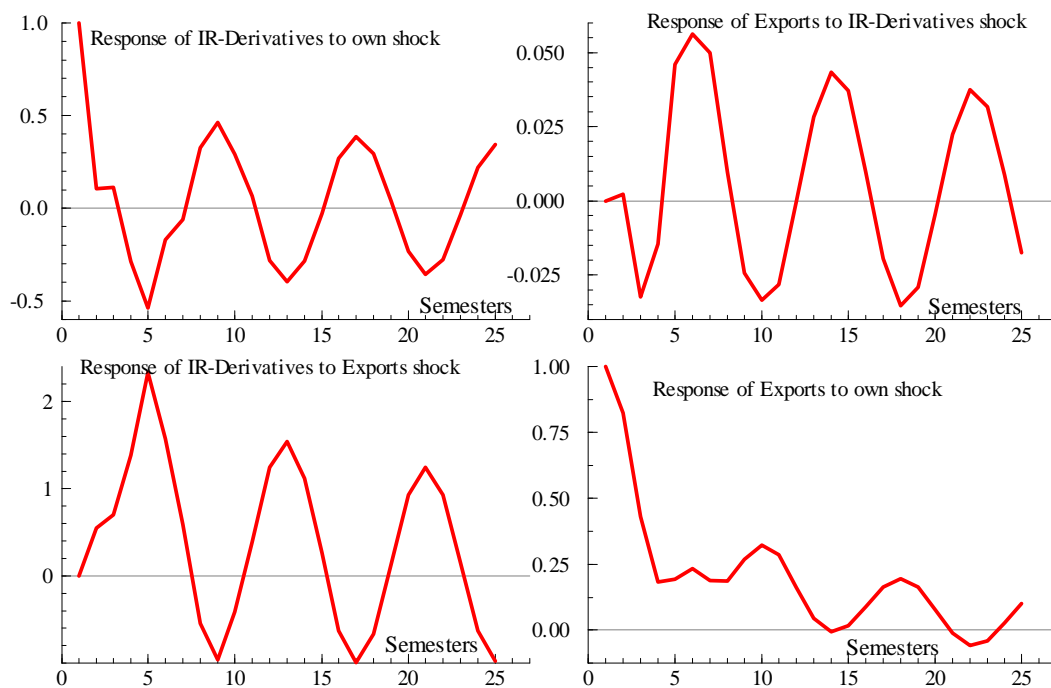 Response of IR-Derivatives to own shock
1.0
0.5
0.0
-0.5
Semesters
0 5 10 15 20 25
Response of Exports to IR-Derivatives shock
0.050
0.025
0.000
-0.025
Semesters
0 5 10 15 20 25
Response of IR-Derivatives to Exports shock
2
1
0
Semesters
0 5 10 15 20 25
1.00
Response of Exports to own shock
0.75
0.50
0.25
0.00
Semesters
0 5 10 15 20 25